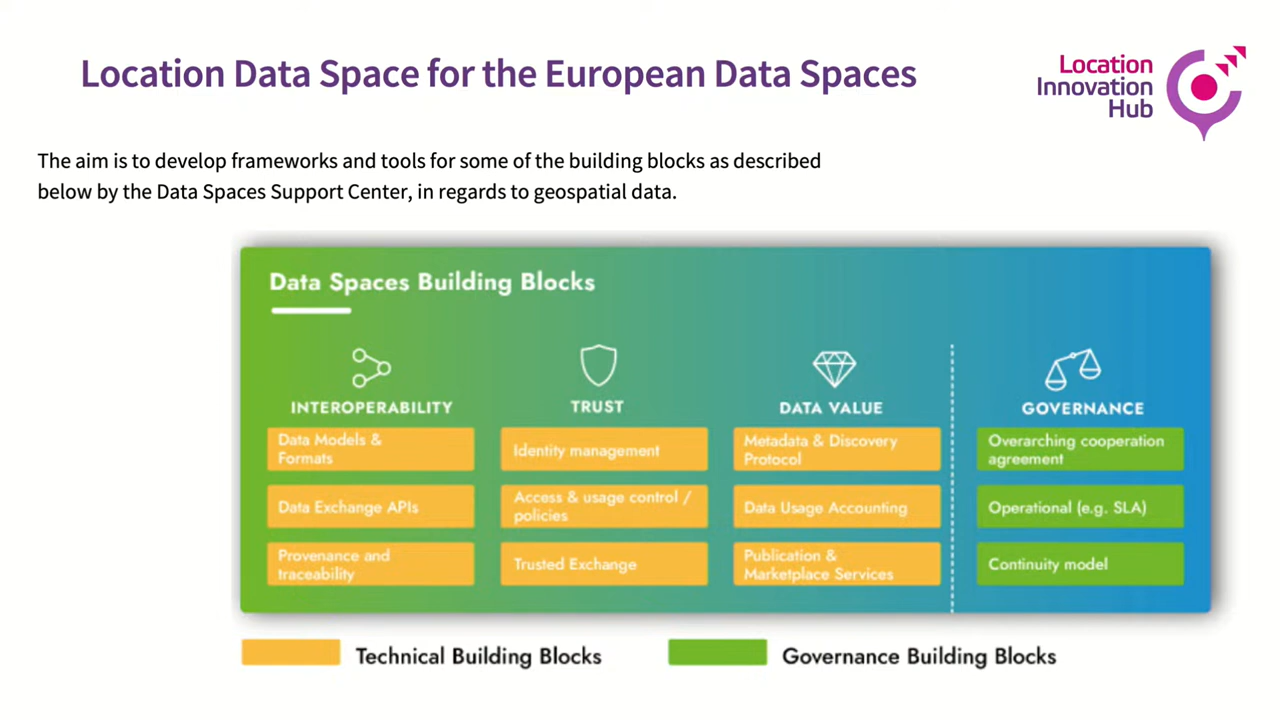 Location Data Space for the European Data Spaces
Location
Innovation
Hub
The aim is to develop frameworks and tools for some of the building blocks as described
below by the Data Spaces Support Center, in regards to geospatial data.
Data Spaces Building Blocks
INTEROPERABILITY
Data Models &
Formats
Data Exchange APIs
Provenance and
traceability
TRUST
Identity management
Access & usage control /
policies
Trusted Exchange
DATA VALUE
Metadata & Discovery
Protocol
Data Usage Accounting
Publication &
Marketplace Services
GOVERNANCE
Overarching cooperation
agreement
Operational (e.g. SLA)
Continuity model
Technical Building Blocks
Governance Building Blocks